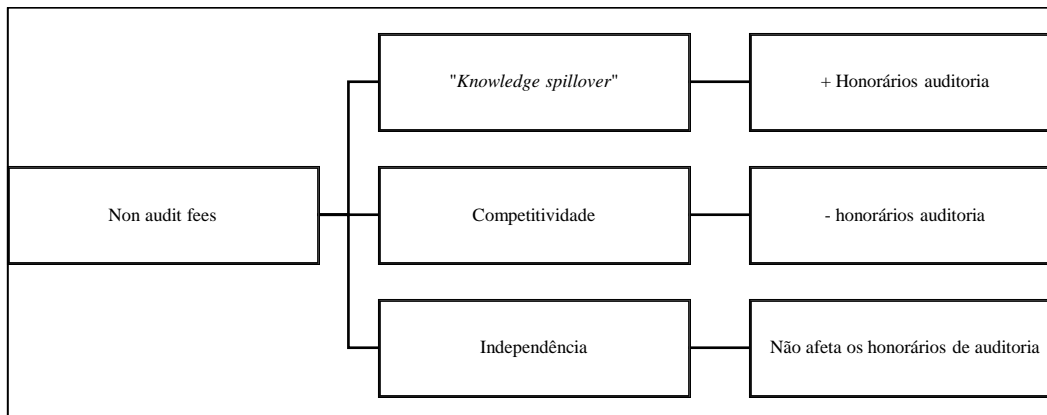 "Knowledge spillover"
+ Honorários auditoria
Non audit fees
Competitividade
- honorários auditoria
Independência
Não afeta os honorários de auditoria